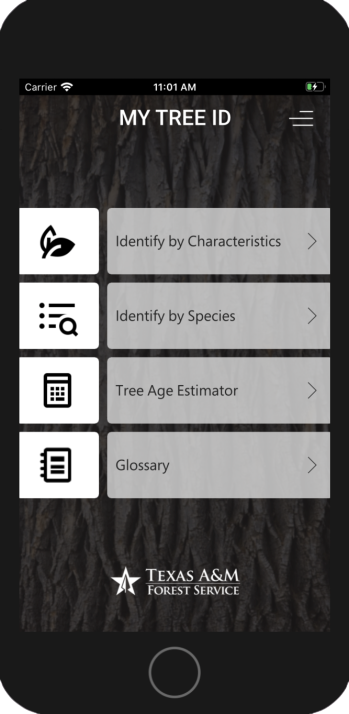 Carrier
11:01 AM
MY TREE ID
Identify by Characteristics
Identify by Species
Tree Age Estimator
Glossary
TEXAS A&M
FOREST SERVICE